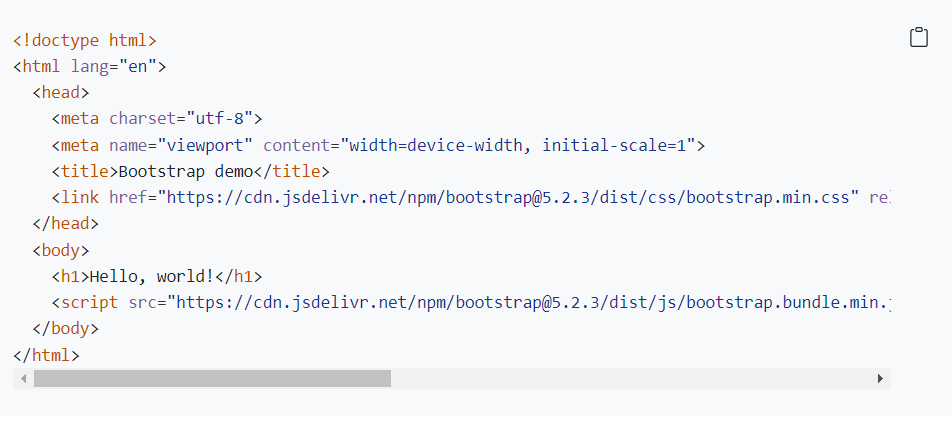 <!doctype html>
<html lang="en">
  <head>
    <meta charset="utf-8">
    <meta name="viewport" content="width=device-width, initial-scale=1">
    <title>Bootstrap demo</title>
    <link href="https://cdn.jsdelivr.net/npm/bootstrap@5.2.3/dist/css/bootstrap.min.css" rel
  </head>
  <body>
    <h1>Hello, world!</h1>
    <script src="https://cdn.jsdelivr.net/npm/bootstrap@5.2.3/dist/js/bootstrap.bundle.min.j
  </body>
</html>